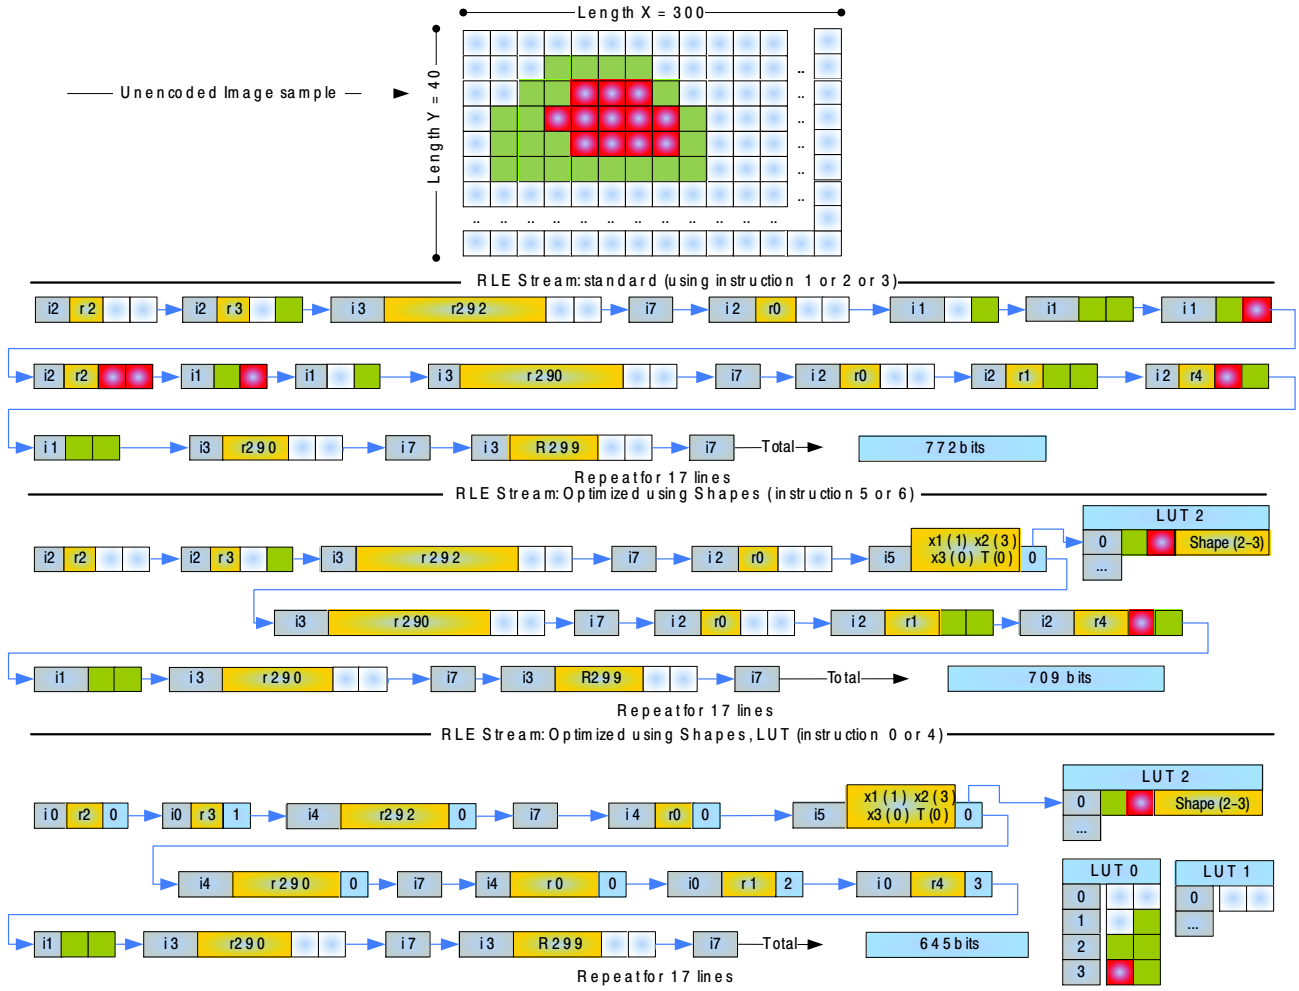 Length X = 300
Length Y = 40
Unencoded Image sample
..
..
..
..
..
.. .. .. .. .. .. .. .. .. .. .. ..
RLE Stream: standard (using instruction 1 or 2 or 3)
i2 r2 i2 r3 i3 r292 i7 i2 r0 i1 i1 i1
i2 r2 i1 i1 i3 r290 i7 i2 r0 i2 r1 i2 r4
i1 i3 r290 i7 i3 R299 i7 Total 772 bits
Repeat for 17 lines
RLE Stream: Optimized using Shapes (instruction 5 or 6)
LUT 2
x1 (1) x2 (3)
i2 r2 i2 r3 i3 r292 i7 i2 r0 i5 x3 (0) T (0) 0
0 Shape (2-3)
...
i3 r290 i7 i2 r0 i2 r1 i2 r4
i1 i3 r290 i7 i3 R299 i7 Total 709 bits
Repeat for 17 lines
RLE Stream: Optimized using Shapes, LUT (instruction 0 or 4)
LUT 2
x1 (1) x2 (3)
i0 r2 0 i0 r3 1 i4 r292 0 i7 i4 r0 0 i5 x3 (0) T (0) 0
0 Shape (2-3)
...
i4 r290 0 i7 i4 r0 0 i0 r1 2 i0 r4 3
LUT 0
0
1
2
3
LUT 1
0
...
i1 i3 r290 i7 i3 R299 i7 Total 645 bits
Repeat for 17 lines